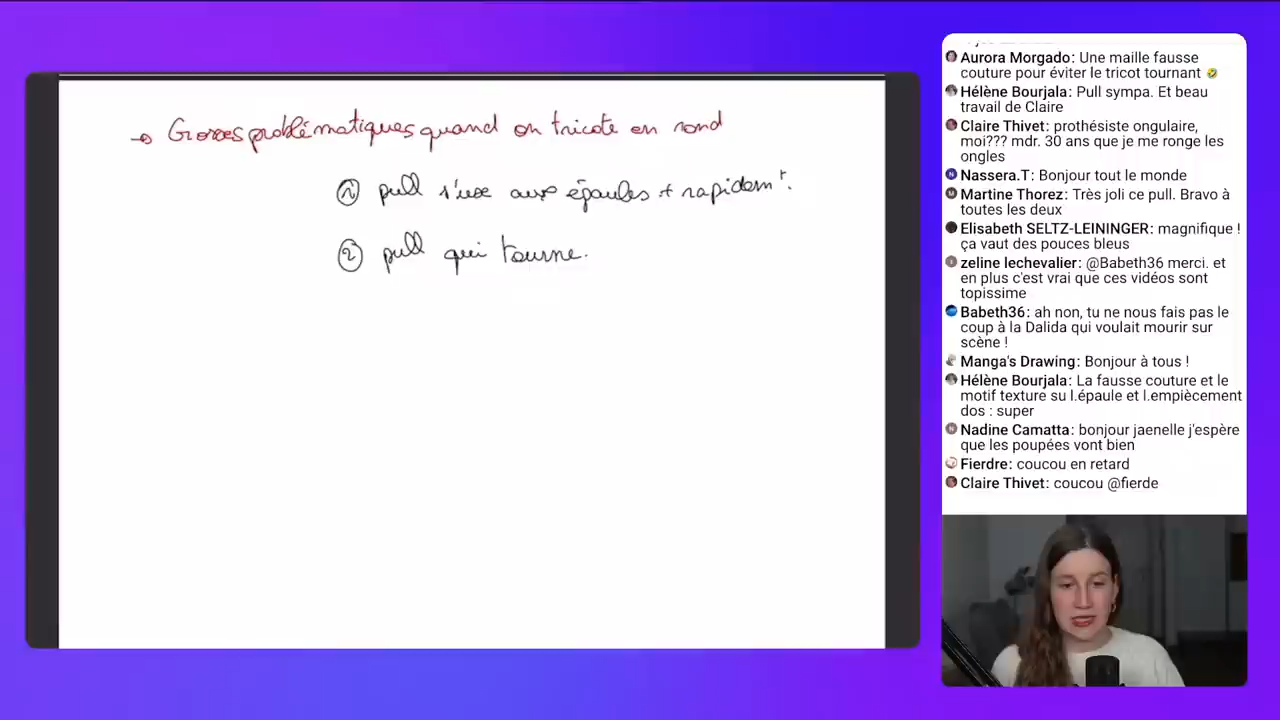 → Grosses problématiques quand on tricote en rond
① pull s'use aux épaules + rapidemt.
② pull qui tourne.
Aurora Morgado: Une maille fausse
couture pour éviter le tricot tournant 🤣
Hélène Bourjala: Pull sympa. Et beau
travail de Claire
Claire Thivet: prothésiste ongulaire,
moi??? mdr. 30 ans que je me ronge les
ongles
Nassera.T: Bonjour tout le monde
Martine Thorez: Très joli ce pull. Bravo à
toutes les deux
Elisabeth SELTZ-LEININGER: magnifique !
ça vaut des pouces bleus
zeline lechevalier: @Babeth36 merci. et
en plus c'est vrai que ces vidéos sont
topissime
Babeth36: ah non, tu ne nous fais pas le
coup à la Dalida qui voulait mourir sur
scène !
Manga's Drawing: Bonjour à tous !
Hélène Bourjala: La fausse couture et le
motif texture su l.épaule et l.empiècement
dos : super
Nadine Camatta: bonjour jaenelle j'espère
que les poupées vont bien
Fierdre: coucou en retard
Claire Thivet: coucou @fierde